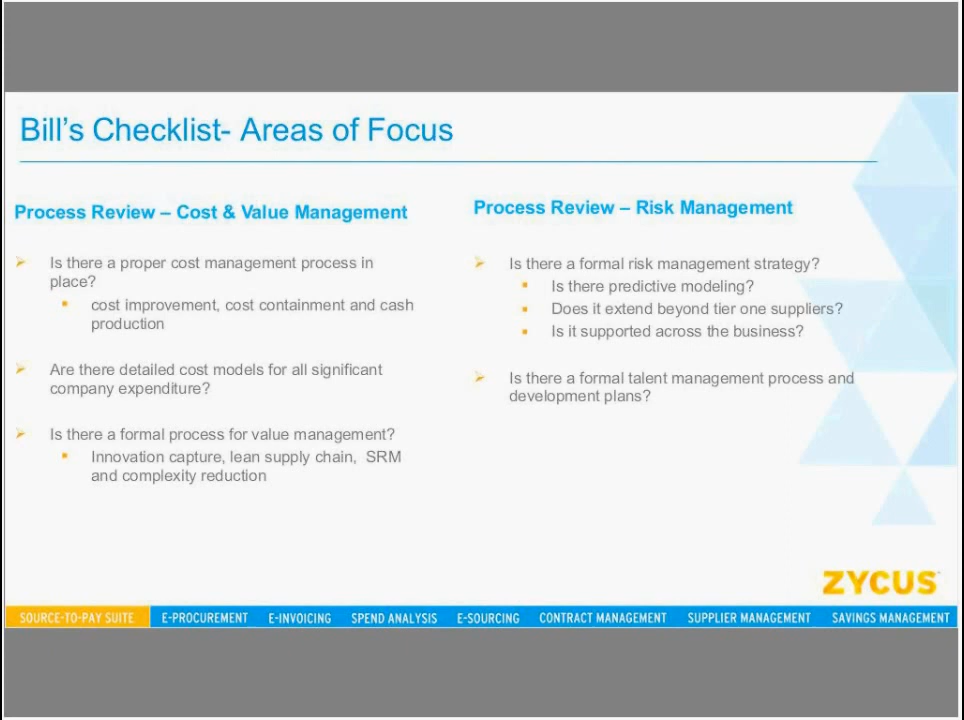 Bill’s Checklist- Areas of Focus
Process Review – Cost & Value Management
Is there a proper cost management process in
place?
cost improvement, cost containment and cash
production
Are there detailed cost models for all significant
company expenditure?
Is there a formal process for value management?
Innovation capture, lean supply chain, SRM
and complexity reduction
Process Review – Risk Management
Is there a formal risk management strategy?
Is there predictive modeling?
Does it extend beyond tier one suppliers?
Is it supported across the business?
Is there a formal talent management process and
development plans?
ZYCUS
SOURCE-TO-PAY SUITE E-PROCUREMENT E-INVOICING SPEND ANALYSIS E-SOURCING CONTRACT MANAGEMENT SUPPLIER MANAGEMENT SAVINGS MANAGEMENT